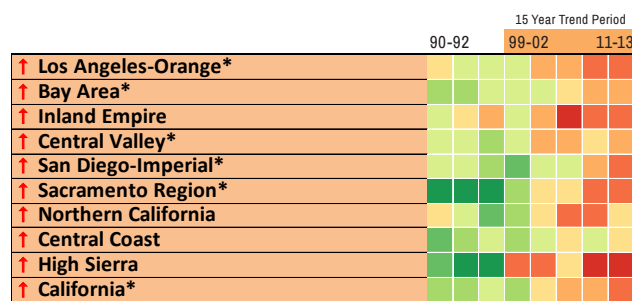 15 Year Trend Period
90-92 99-02 11-13
↑ Los Angeles-Orange*
↑ Bay Area*
↑ Inland Empire
↑ Central Valley*
↑ San Diego-Imperial*
↑ Sacramento Region*
↑ Northern California
↑ Central Coast
↑ High Sierra
↑ California*